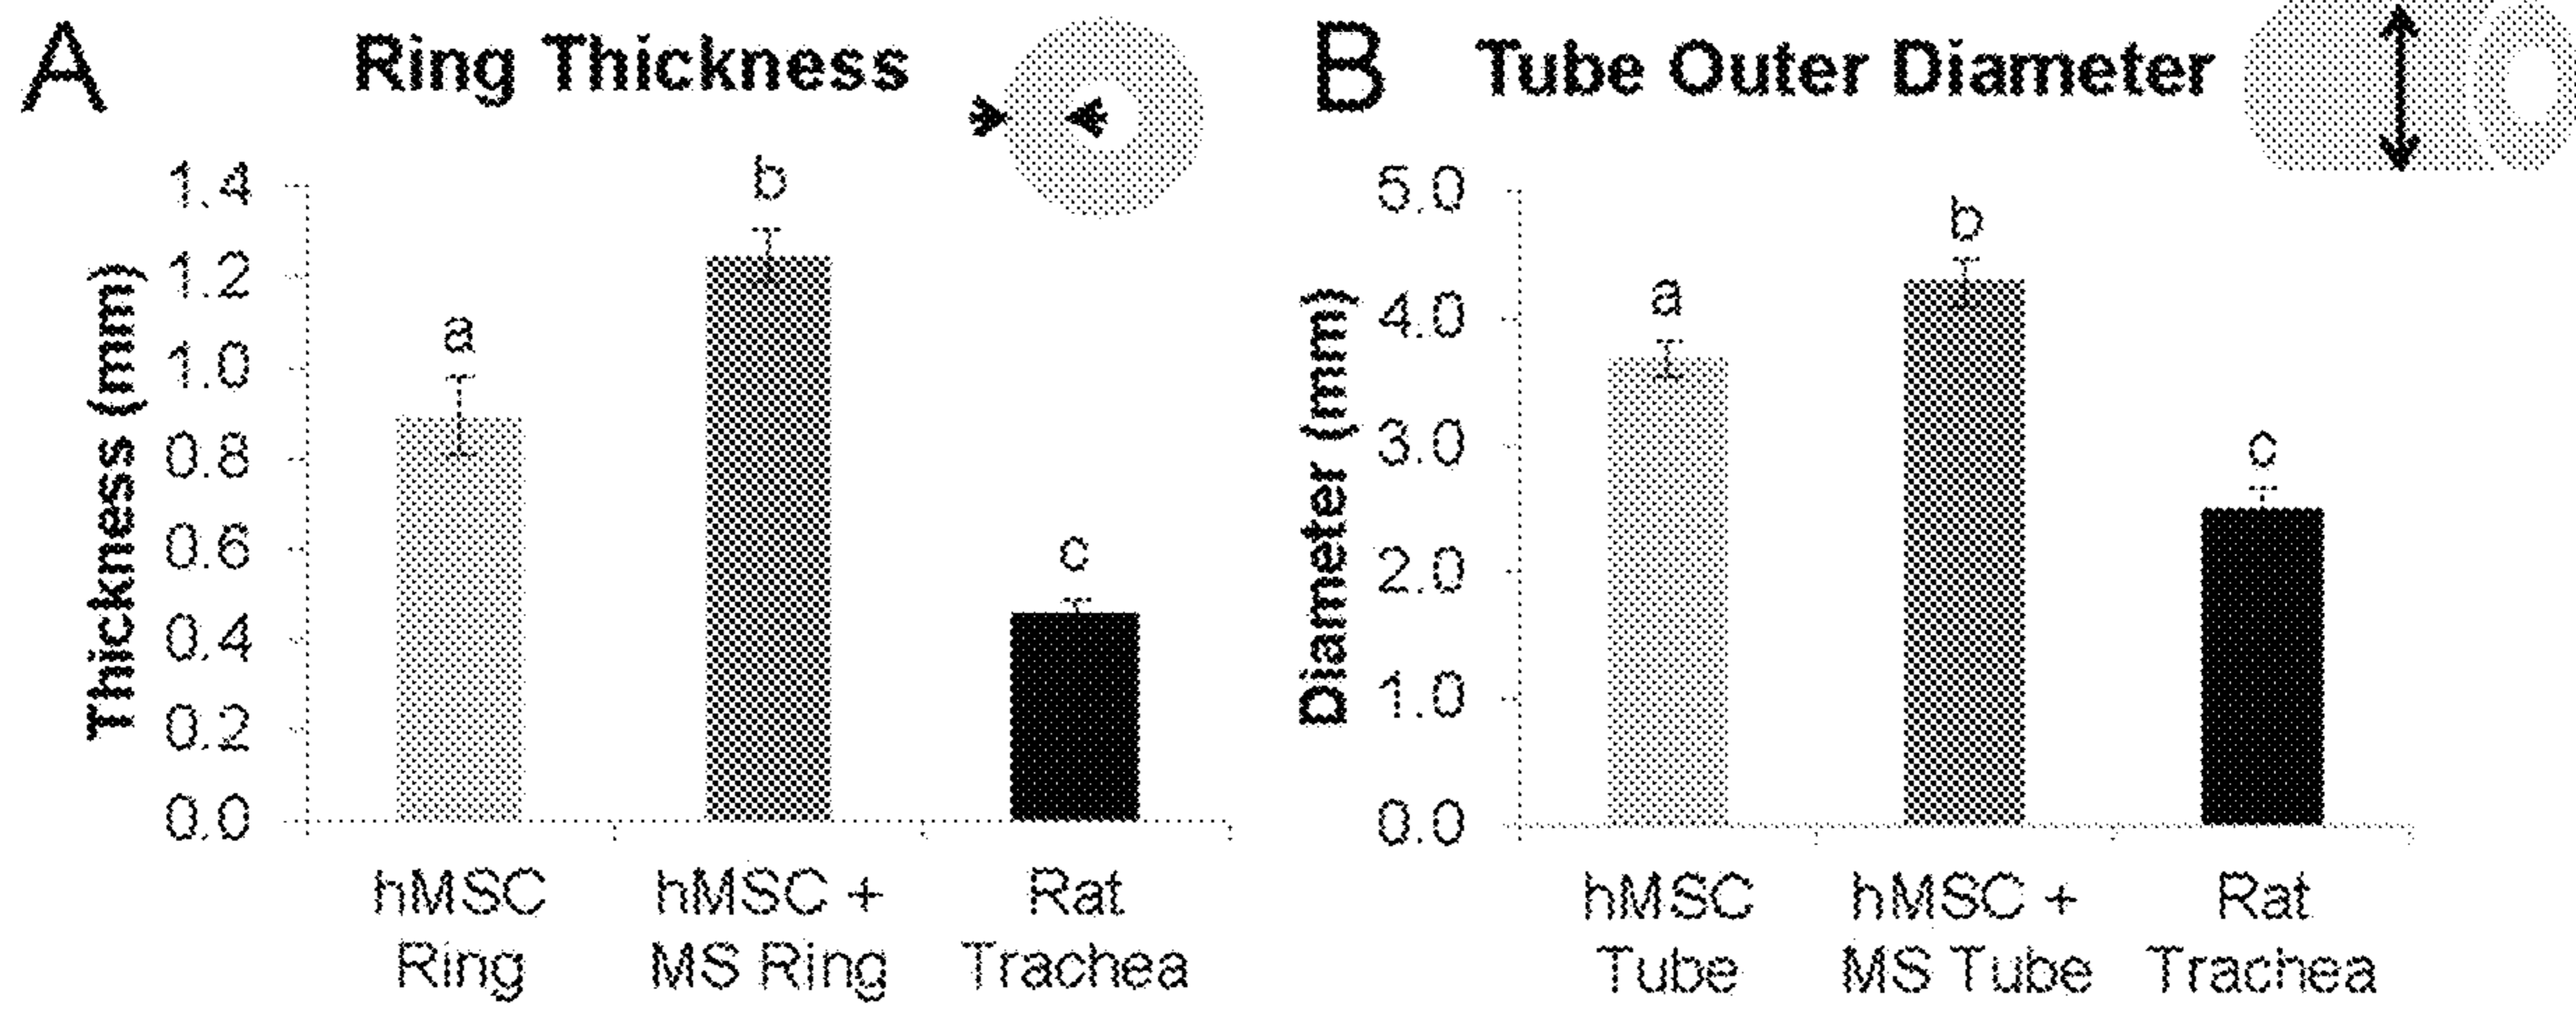 A
Ring Thickness
Thickness (mm)
1.4
1.2
1.0
0.8
0.6
0.4
0.2
0.0
a
b
c
hMSC
Ring
hMSC +
MS Ring
Rat
Trachea
B
Tube Outer Diameter
Diameter (mm)
5.0
4.0
3.0
2.0
1.0
0.0
a
b
c
hMSC
Tube
hMSC +
MS Tube
Rat
Trachea